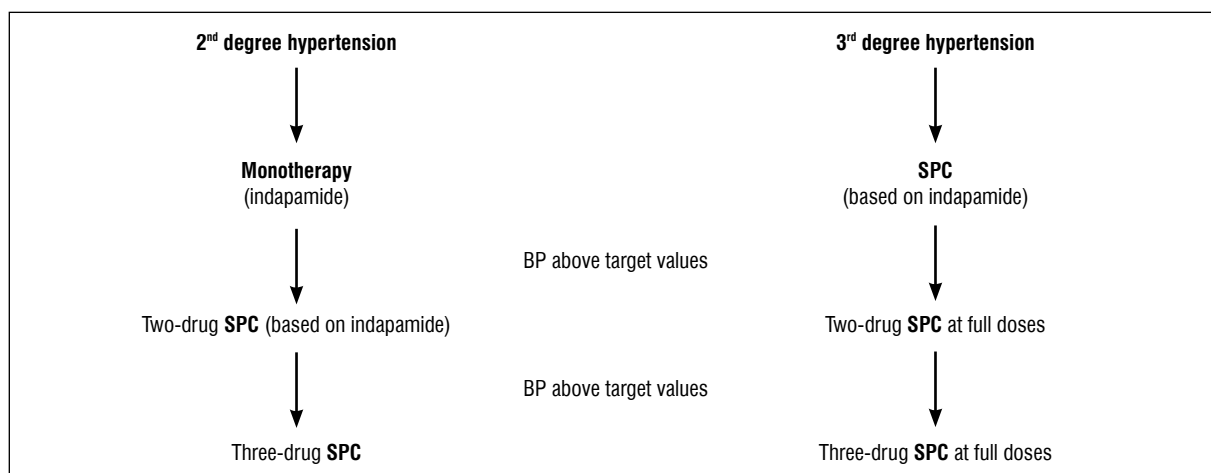 2nd degree hypertension
3rd degree hypertension
Monotherapy
(indapamide)
SPC
(based on indapamide)
BP above target values
Two-drug SPC (based on indapamide)
Two-drug SPC at full doses
BP above target values
Three-drug SPC
Three-drug SPC at full doses